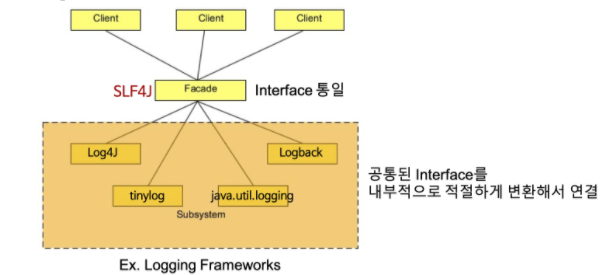 Client
Client
Client
SLF4J
Facade
Interface 통일
Log4J
Logback
tinylog
java.util.logging
Subsystem
공통된 Interface를
내부적으로 적절하게 변환해서 연결
Ex. Logging Frameworks